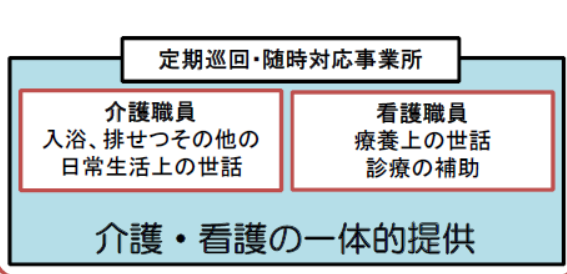 定期巡回・随時対応事業所
介護職員
入浴、排せつその他の
日常生活上の世話
看護職員
療養上の世話
診療の補助
介護・看護の一体的提供